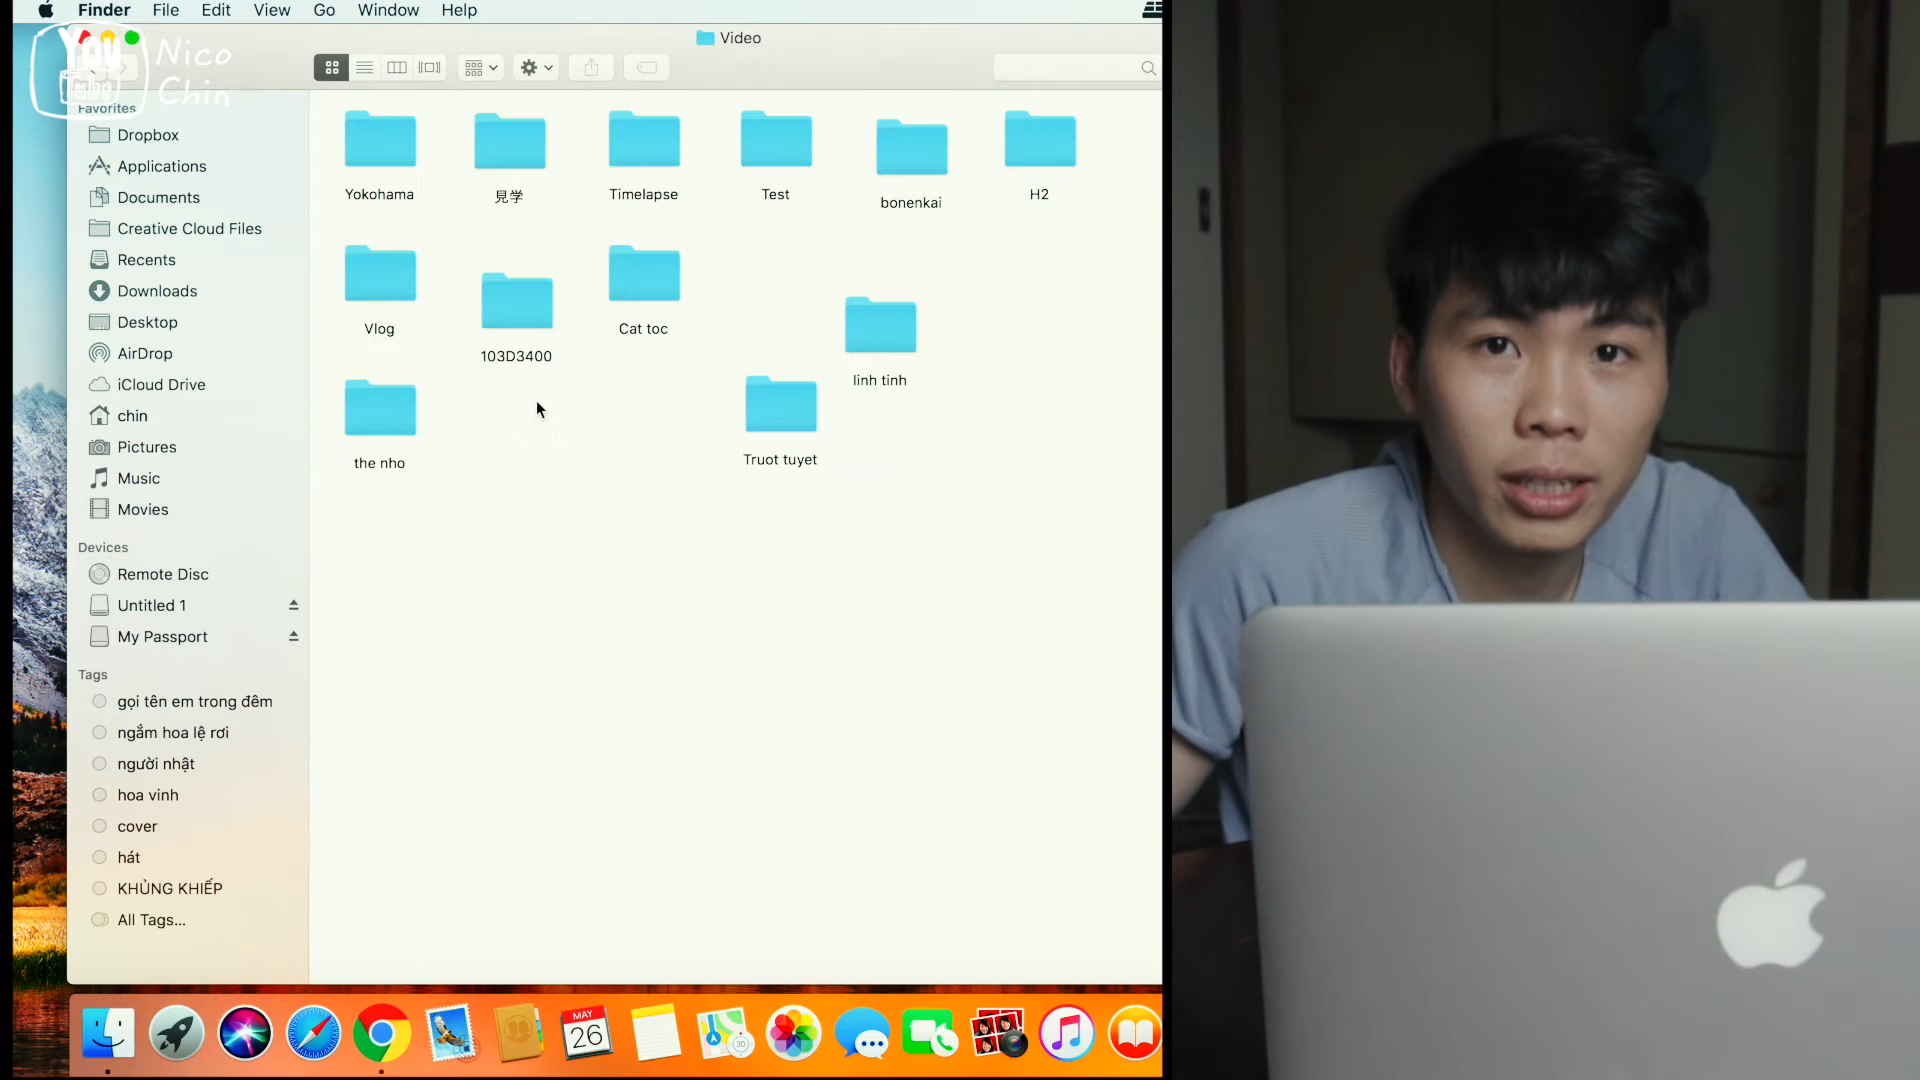 Finder File Edit View Go Window Help
You
Tube
Nico
Chin
Video
Favorites
Dropbox
Applications
Documents
Creative Cloud Files
Recents
Downloads
Desktop
AirDrop
iCloud Drive
chin
Pictures
Music
Movies
Devices
Remote Disc
Untitled 1
My Passport
Tags
gọi tên em trong đêm
ngắm hoa lệ rơi
người nhật
hoa vinh
cover
hát
KHỦNG KHIẾP
All Tags...
Yokohama
見学
Timelapse
Test
bonenkai
H2
Vlog
103D3400
Cat toc
linh tinh
the nho
Truot tuyet
MAY
26
3D